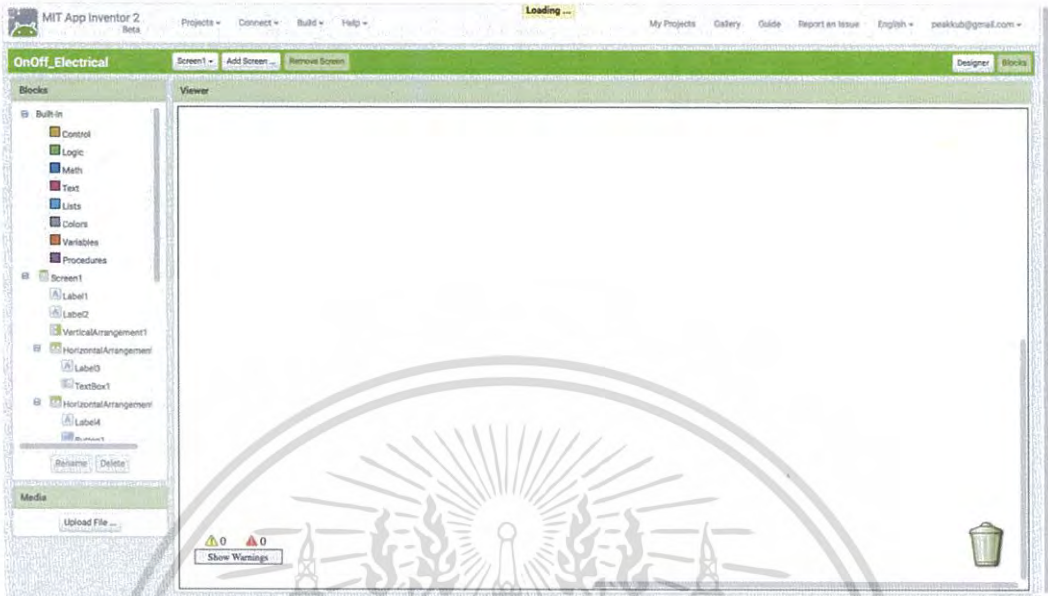 Loading ...
MIT App Inventor 2
Beta
Projects Connect Build Help
My Projects Gallery Guide Report an Issue English peakkub@gmail.com
OnOff_Electrical
Screen1 Add Screen ... Remove Screen
Designer Blocks
Blocks
Viewer
Built-in
Control
Logic
Math
Text
Lists
Colors
Variables
Procedures
Screen1
Label1
Label2
VerticalArrangement1
HorizontalArrangement
Label3
TextBox1
HorizontalArrangement
Label4
Button1
Rename Delete
Media
Upload File ...
0 0
Show Warnings